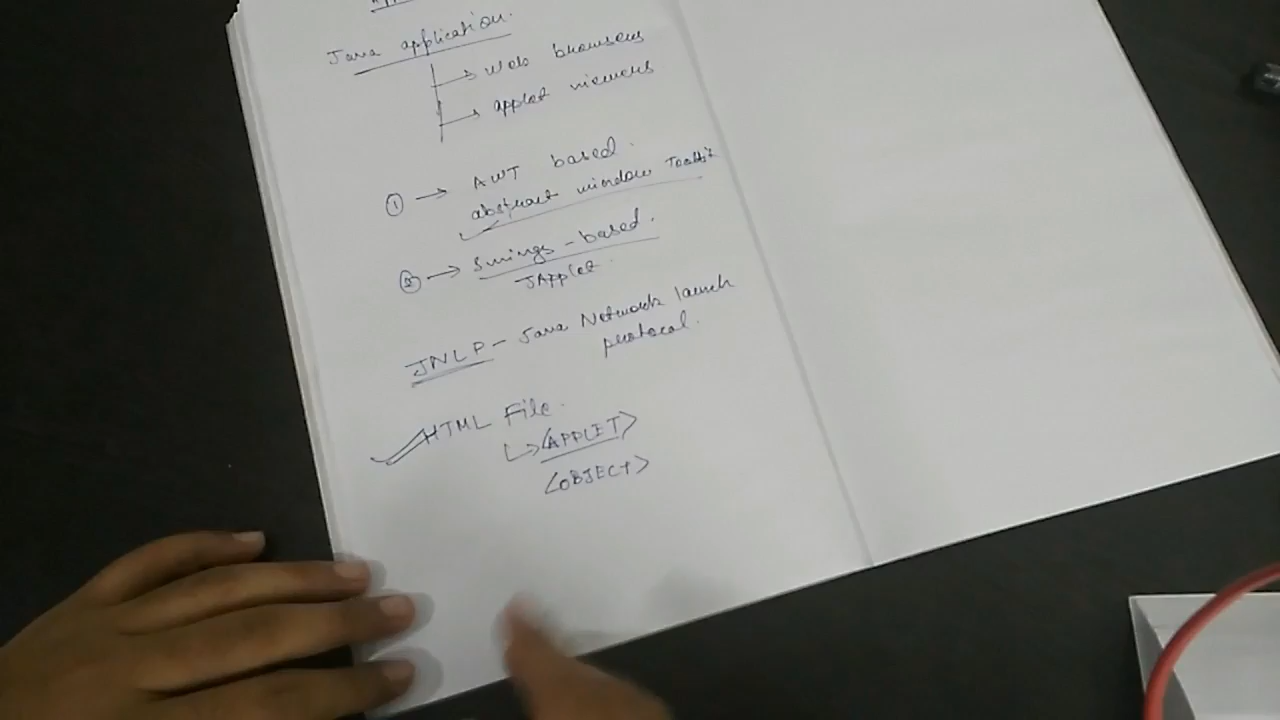 Java application.
→ web browsers
→ applet viewers
① → AWT based.
abstract window Toolkit
② → Swings - based.
JApplet.
JNLP - Java Network launch
protocal.
HTML File.
↳ <APPLET>
<OBJECT>